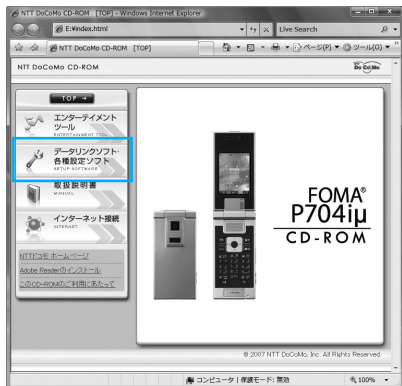 NTT DoCoMo CD-ROM [TOP] - Windows Internet Explorer
E:¥index.html
Live Search
NTT DoCoMo CD-ROM [TOP]
ページ(P)
ツール(O)
NTT DoCoMo CD-ROM
DoCoMo
TOP
エンターテイメント
ツール
ENTERTAINMENT TOOL
データリンクソフト・
各種設定ソフト
SETUP SOFTWARE
取扱説明書
MANUAL
インターネット接続
INTERNET
NTTドコモ ホームページ
Adobe Readerのインストール
このCD-ROMのご利用にあたって
FOMA®
P704iμ
CD-ROM
© 2007 NTT DoCoMo, Inc. All Rights Reserved.
コンピュータ | 保護モード: 無効
100%